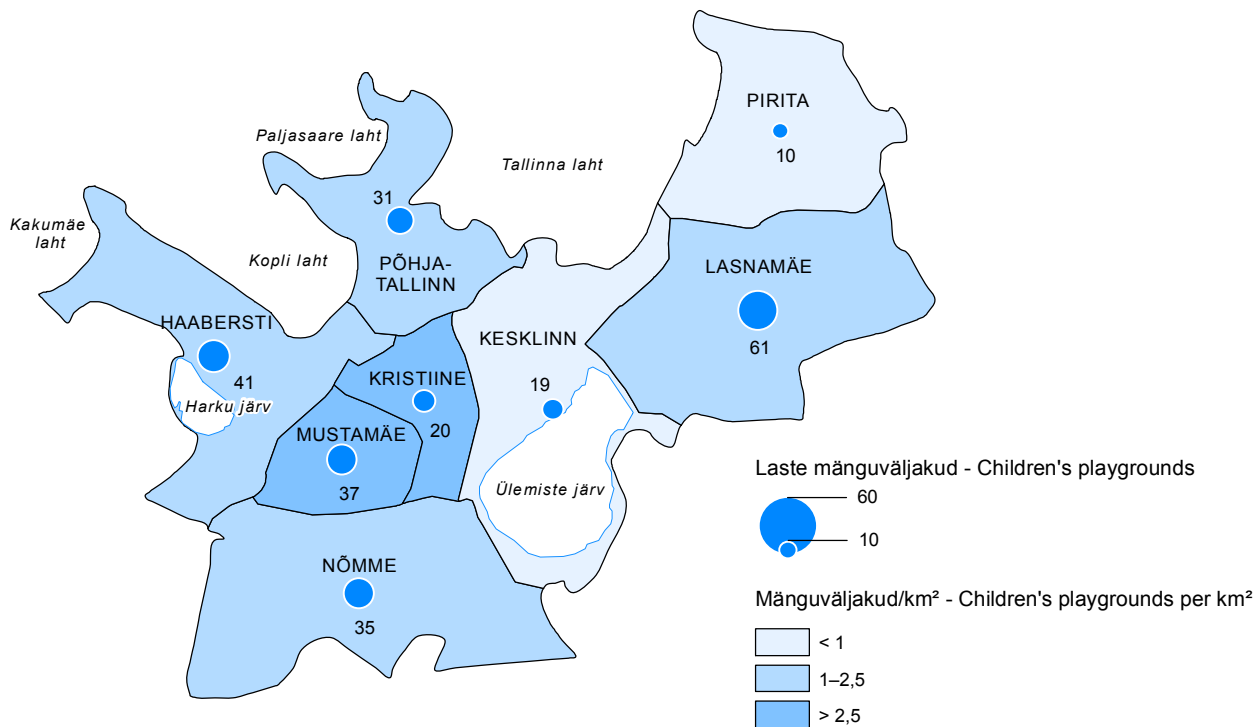 PIRITA
10
Paljasaare laht
Tallinna laht
31
Kakumäe
laht
Kopli laht
PÕHJA-
TALLINN
LASNAMÄE
61
HAABERSTI
41
Harku järv
KESKLINN
19
KRISTIINE
20
MUSTAMÄE
37
Ülemiste järv
NÕMME
35
Laste mänguväljakud - Children's playgrounds
60
10
Mänguväljakud/km² - Children's playgrounds per km²
< 1
1–2,5
> 2,5